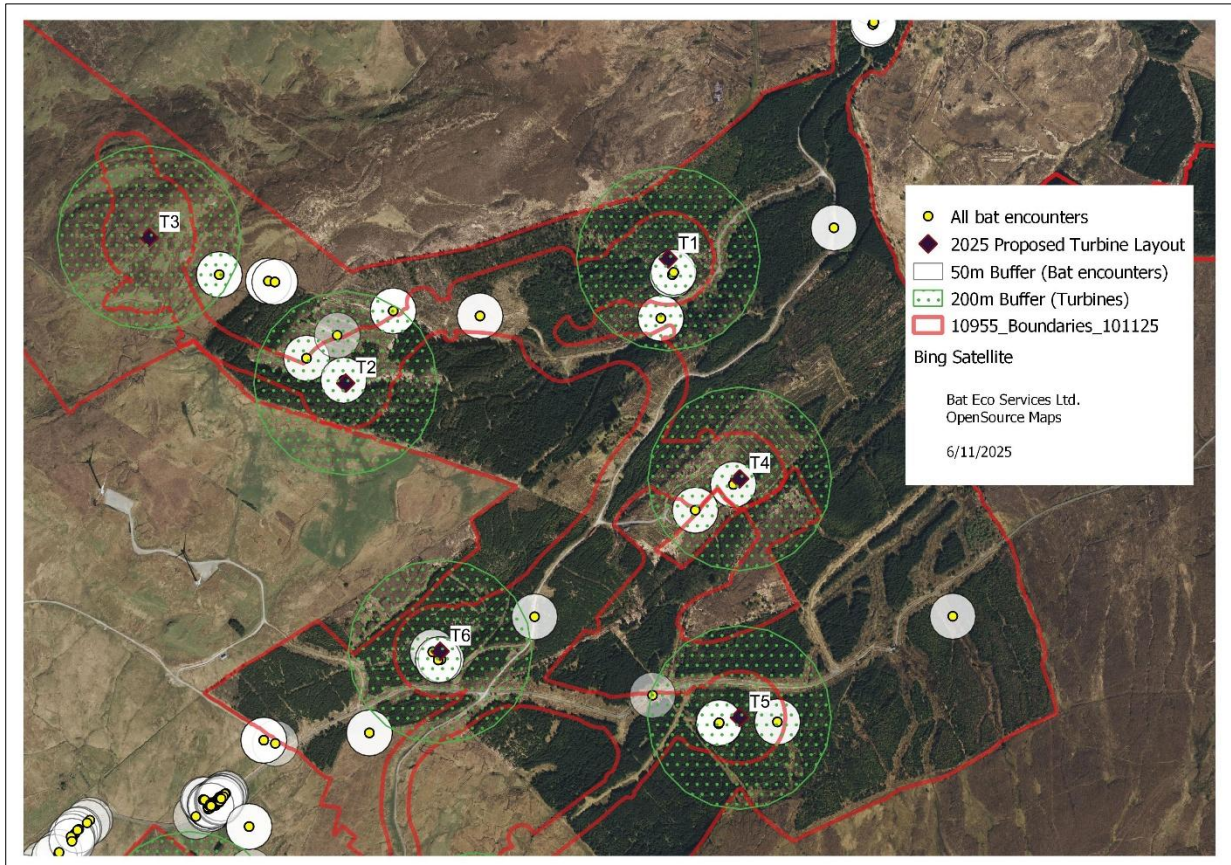 T3
T1
T2
T4
T6
T5
All bat encounters
2025 Proposed Turbine Layout
50m Buffer (Bat encounters)
200m Buffer (Turbines)
10955_Boundaries_101125
Bing Satellite
Bat Eco Services Ltd.
OpenSource Maps
6/11/2025